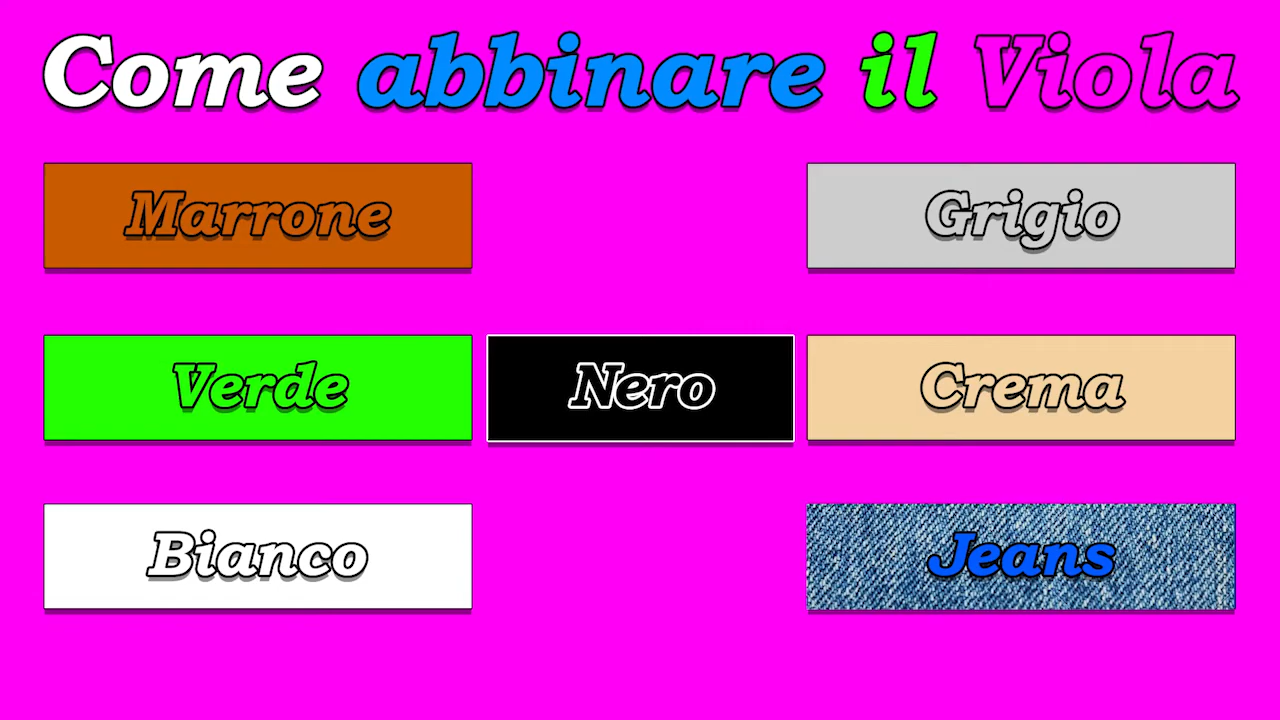 Come abbinare il Viola
Marrone
Grigio
Verde
Nero
Crema
Bianco
Jeans